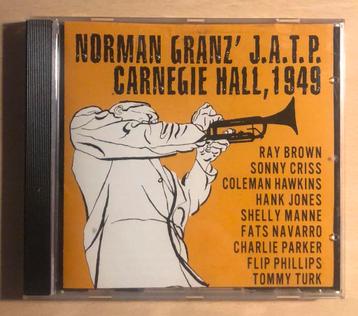 NORMAN GRANZ' J.A.T.P.
CARNEGIE HALL, 1949
RAY BROWN
SONNY CRISS
COLEMAN HAWKINS
HANK JONES
SHELLY MANNE
FATS NAVARRO
CHARLIE PARKER
FLIP PHILLIPS
TOMMY TURK